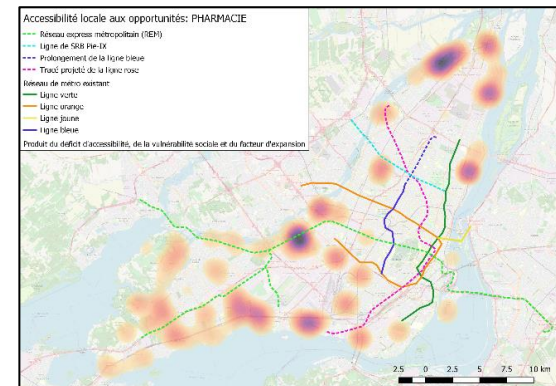 Accessibilité locale aux opportunités: PHARMACIE
Réseau express métropolitain (REM)
Ligne de SRB Pie-IX
Prolongement de la ligne bleue
Tracé projeté de la ligne rose
Réseau de métro existant
Ligne verte
Ligne orange
Ligne jaune
Ligne bleue
Produit du déficit d'accessibilité, de la vulnérabilité sociale et du facteur d'expansion
2.5 0 2.5 5 7.5 10 km